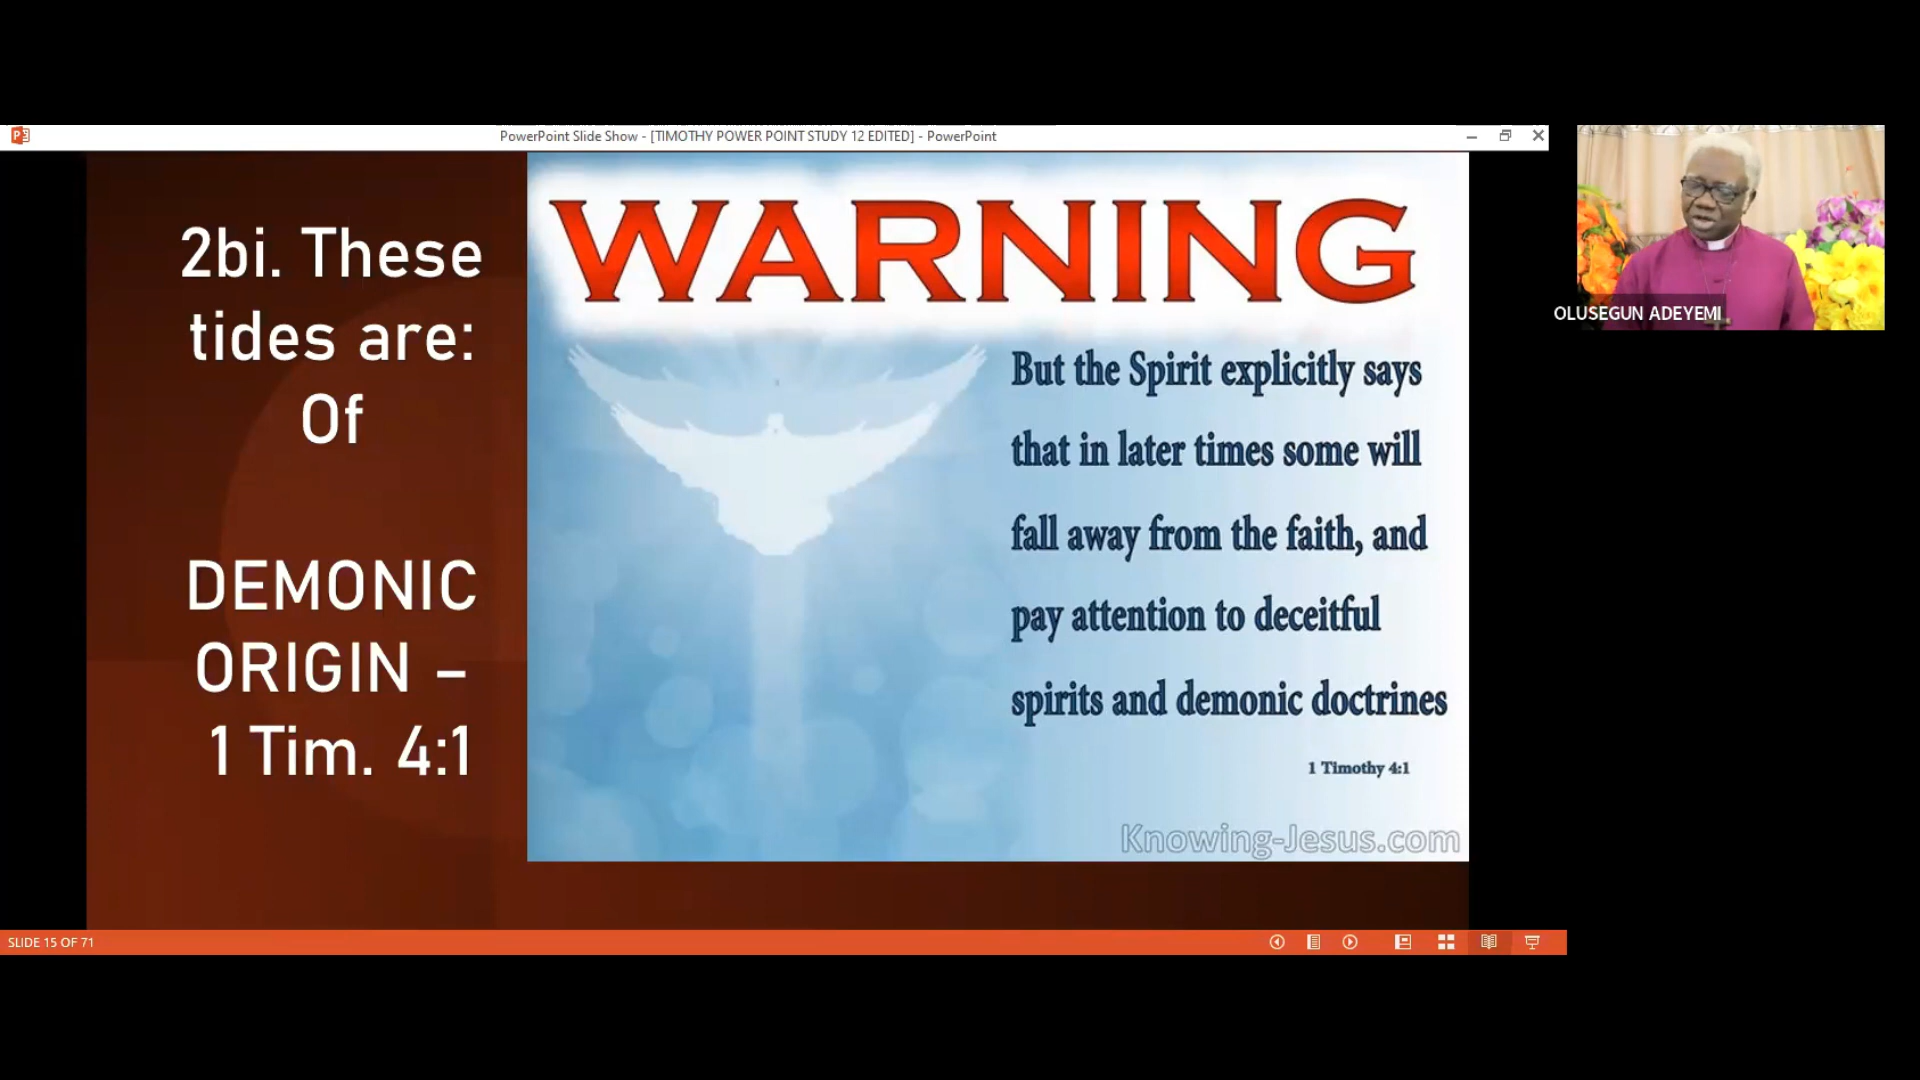 PowerPoint Slide Show - [TIMOTHY POWER POINT STUDY 12 EDITED] - PowerPoint
2bi. These
tides are:
Of
DEMONIC
ORIGIN –
1 Tim. 4:1
WARNING
But the Spirit explicitly says
that in later times some will
fall away from the faith, and
pay attention to deceitful
spirits and demonic doctrines
1 Timothy 4:1
Knowing-Jesus.com
OLUSEGUN ADEYEMI
SLIDE 15 OF 71